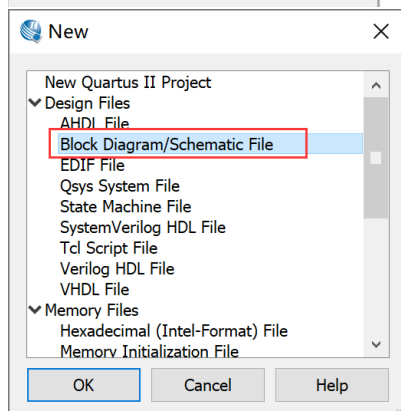 New
New Quartus II Project
Design Files
AHDL File
Block Diagram/Schematic File
EDIF File
Qsys System File
State Machine File
SystemVerilog HDL File
Tcl Script File
Verilog HDL File
VHDL File
Memory Files
Hexadecimal (Intel-Format) File
Memory Initialization File
OK Cancel Help